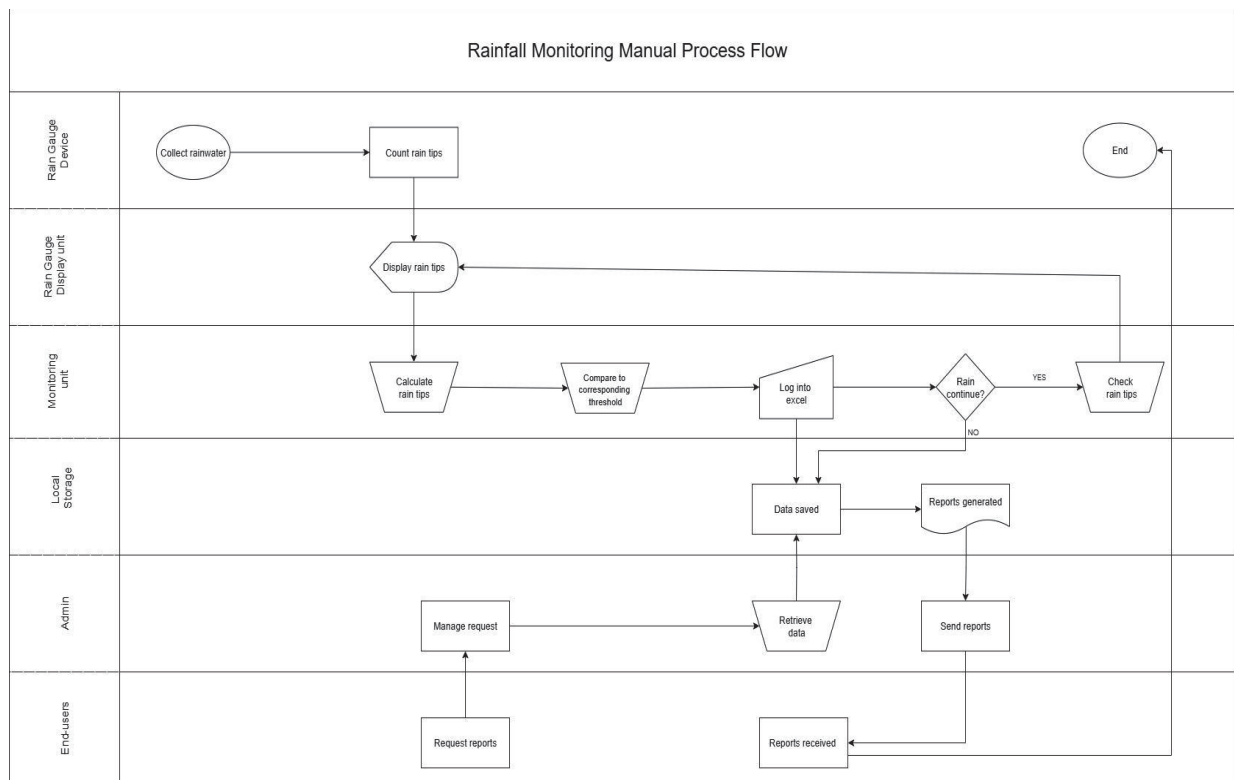 Rainfall Monitoring Manual Process Flow
Rain Gauge
Device
Collect rainwater
Count rain tips
End
Rain Gauge
Display unit
Display rain tips
Monitoring
unit
Calculate
rain tips
Compare to
corresponding
threshold
Log into
excel
Rain
continue?
YES
Check
rain tips
NO
Local
Storage
Data saved
Reports generated
Admin
Manage request
Retrieve
data
Send reports
End-users
Request reports
Reports received